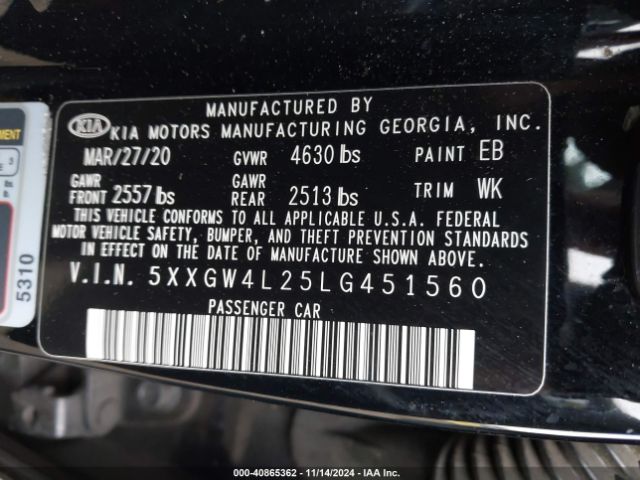 MANUFACTURED BY
KIA KIA MOTORS MANUFACTURING GEORGIA, INC.
MAR/27/20 GVWR 4630 lbs PAINT EB
GAWR FRONT 2557 lbs GAWR REAR 2513 lbs TRIM WK
THIS VEHICLE CONFORMS TO ALL APPLICABLE U.S.A. FEDERAL
MOTOR VEHICLE SAFETY, BUMPER, AND THEFT PREVENTION STANDARDS
IN EFFECT ON THE DATE OF MANUFACTURE SHOWN ABOVE.
V.I.N. 5XXGW4L25LG451560
PASSENGER CAR
5310
3
000-40865362 | 11/14/2024 | IAA Inc.